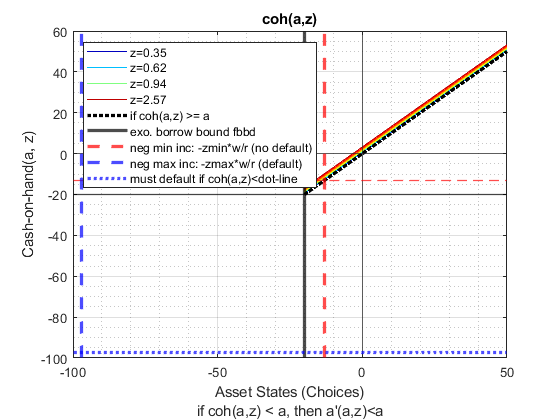 coh(a,z)
60
40
20
0
-20
-40
-60
-80
-100
Cash-on-hand(a, z)
z=0.35
z=0.62
z=0.94
z=2.57
if coh(a,z) >= a
exo. borrow bound fbbd
neg min inc: -zmin*w/r (no default)
neg max inc: -zmax*w/r (default)
must default if coh(a,z)<dot-line
-100 -50 0 50
Asset States (Choices)
if coh(a,z) < a, then a'(a,z)<a